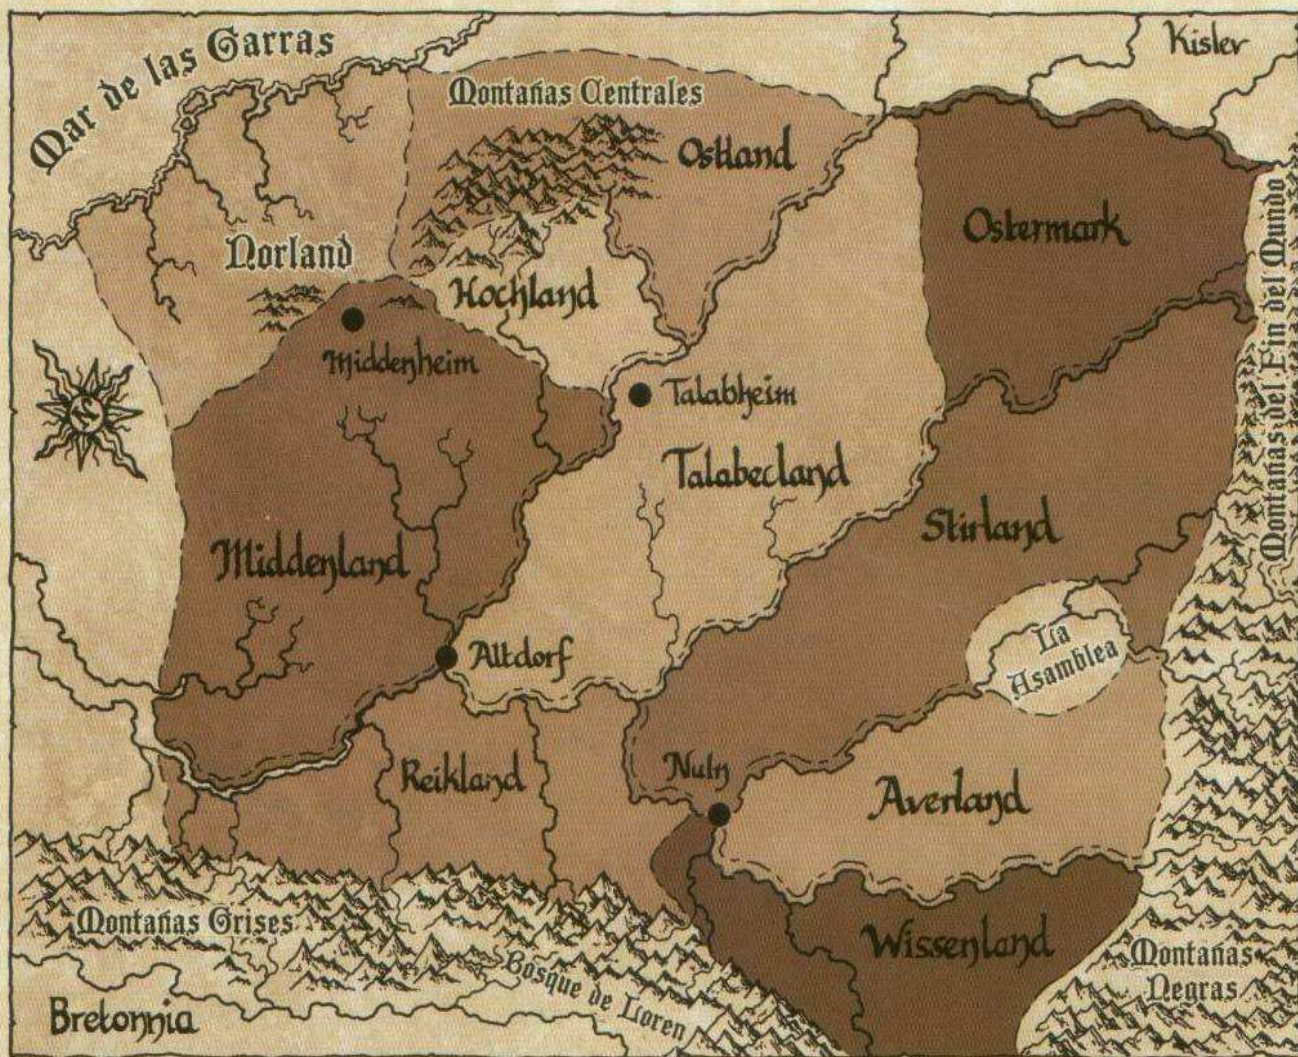 Mar de las Garras
Kislev
Montañas Centrales
Ostland
Ostermark
Norland
Hochland
Middenheim
Talabheim
Talabecland
Montañas del Fin del Mundo
Stirland
Middenland
La
Asamblea
Altdorf
Reikland
Nuln
Averland
Montañas Grises
Wissenland
Bosque de Loren
Montañas
Negras
Bretonnia